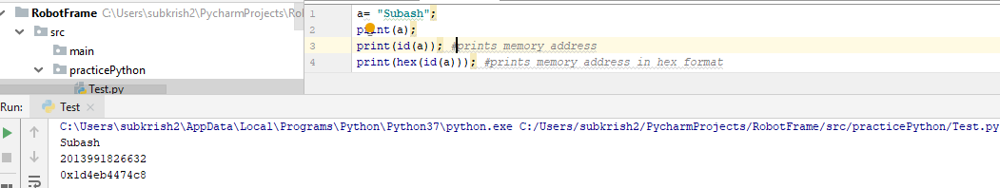 RobotFrame C:\Users\subkrish2\PycharmProjects\Ro
src
main
practicePython
Test.py
1 a= "Subash";
2 print(a);
3 print(id(a)); #prints memory address
4 print(hex(id(a))); #prints memory address in hex format
Run: Test
C:\Users\subkrish2\AppData\Local\Programs\Python\Python37\python.exe C:/Users/subkrish2/PycharmProjects/RobotFrame/src/practicePython/Test.py
Subash
2013991826632
0x1d4eb4474c8